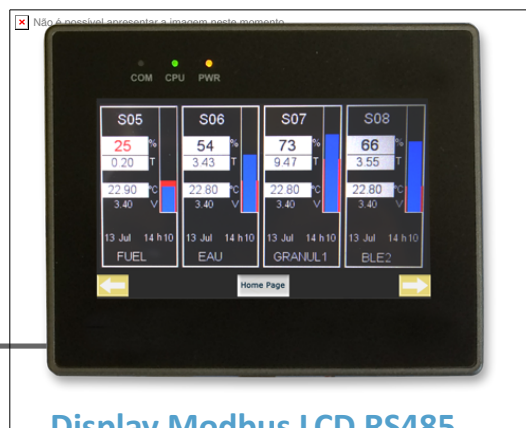 Não é possível apresentar a imagem neste momento.
COM CPU PWR
S05 S06 S07 S08
25 % 54 % 73 % 66 %
0.20 T 3.43 T 9.47 T 3.55 T
22.90 °C 22.80 °C 22.80 °C 22.80 °C
3.40 V 3.40 V 3.40 V 3.40 V
13 Jul 14 h10 13 Jul 14 h10 13 Jul 14 h10 13 Jul 14 h10
FUEL EAU GRANUL1 BLE2
Home Page
Display Modbus LCD RS485